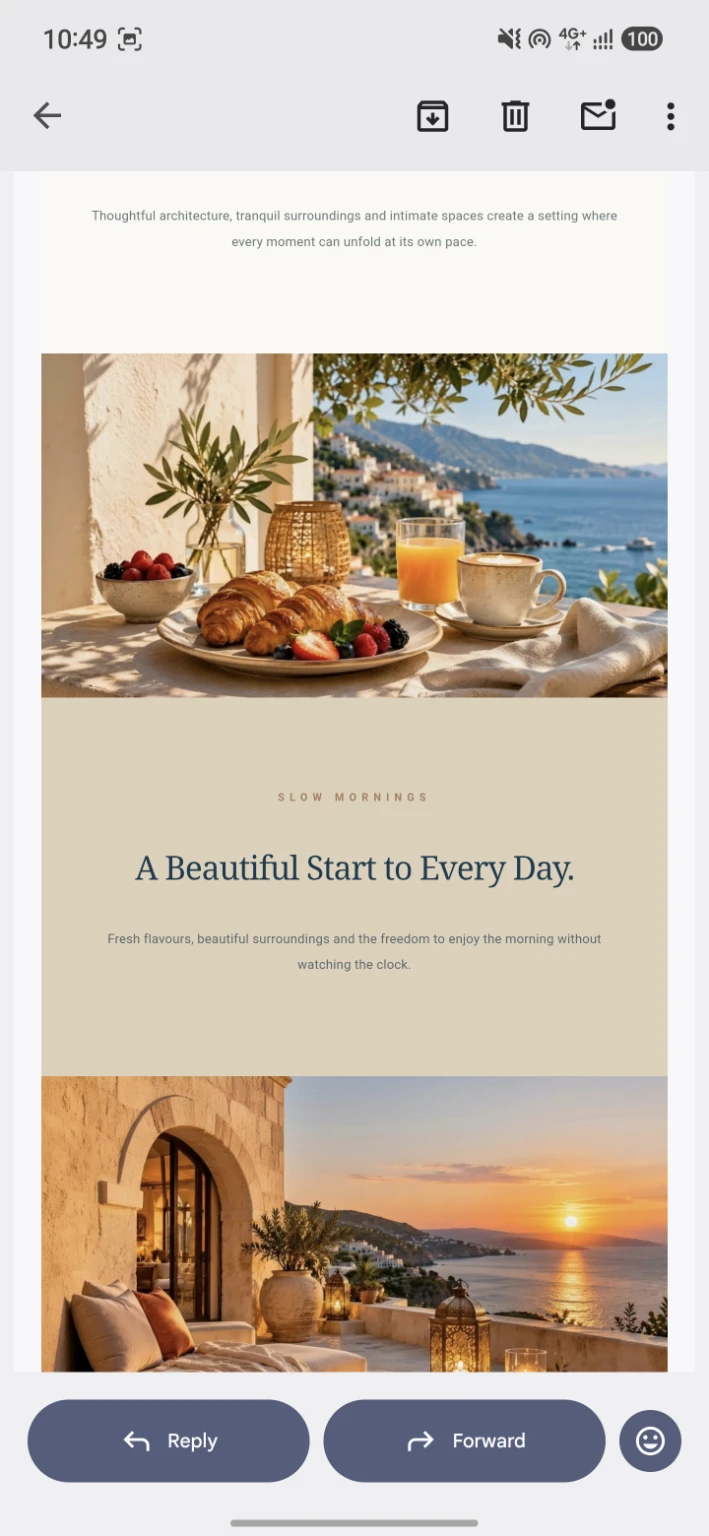 10:49
4G+
100
Thoughtful architecture, tranquil surroundings and intimate spaces create a setting where
every moment can unfold at its own pace.
SLOW MORNINGS
A Beautiful Start to Every Day.
Fresh flavours, beautiful surroundings and the freedom to enjoy the morning without
watching the clock.
Reply
Forward